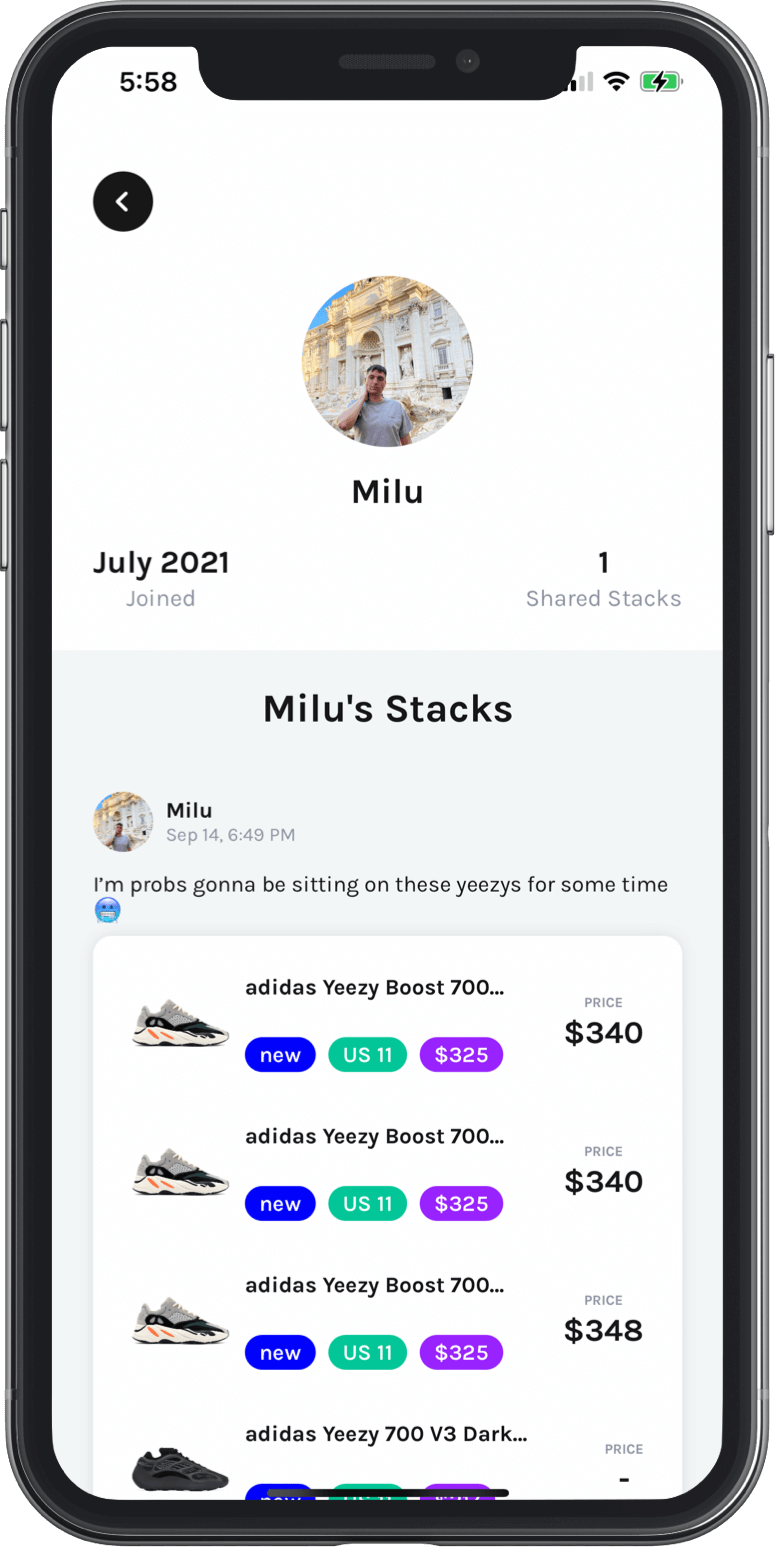 5:58
Milu
July 2021
1
Joined
Shared Stacks
Milu's Stacks
Milu
Sep 14, 6:49 PM
I’m probs gonna be sitting on these yeezys for some time
🥶
adidas Yeezy Boost 700...
PRICE
$340
new US 11 $325
adidas Yeezy Boost 700...
PRICE
$340
new US 11 $325
adidas Yeezy Boost 700...
PRICE
$348
new US 11 $325
adidas Yeezy 700 V3 Dark...
PRICE
-